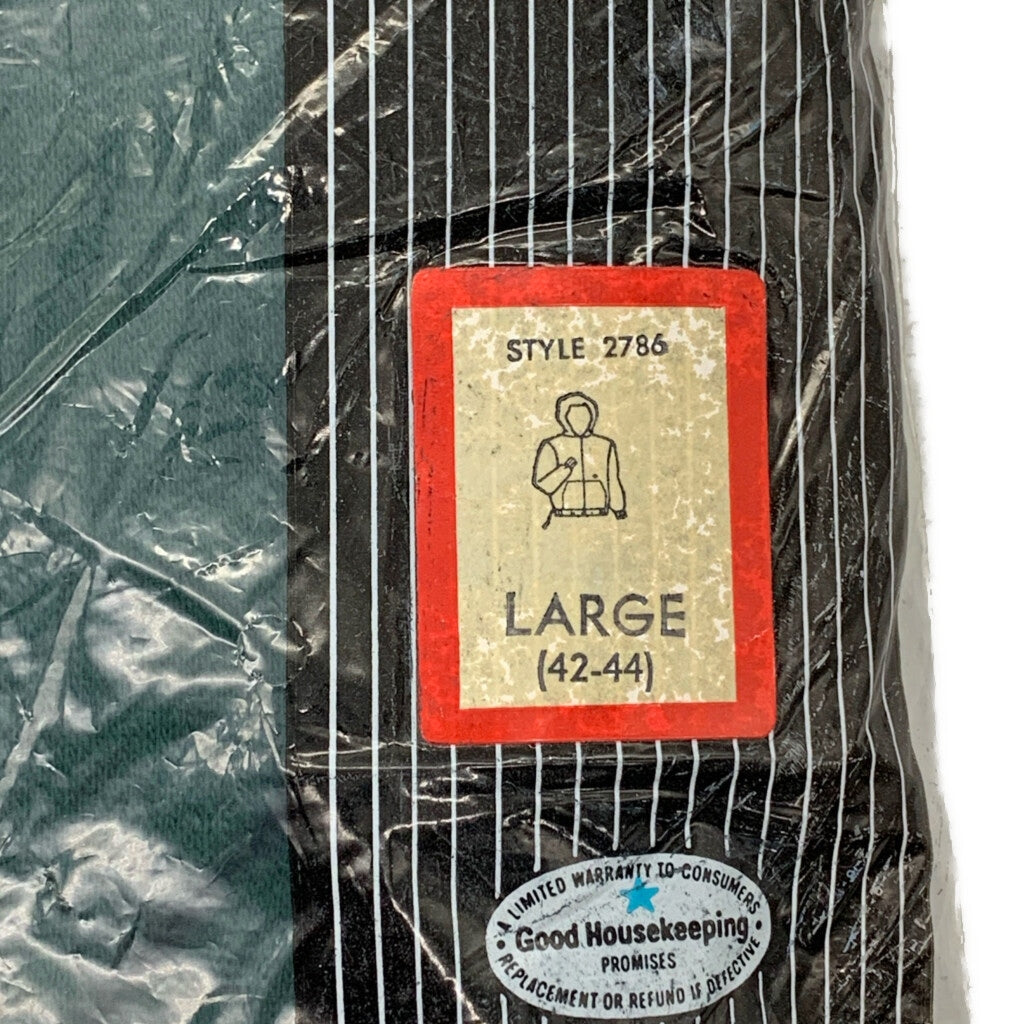 STYLE 2786
LARGE
(42-44)
A LIMITED WARRANTY TO CONSUMERS
Good Housekeeping
PROMISES
REPLACEMENT OR REFUND IF DEFECTIVE